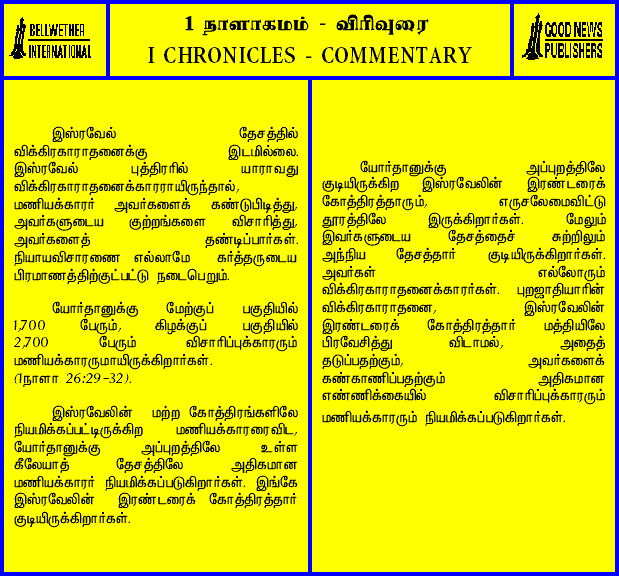 BELLWETHER
INTERNATIONAL
1 நாளாகமம் - விரிவுரை
I CHRONICLES - COMMENTARY
GOOD NEWS
PUBLISHERS
இஸ்ரவேல் தேசத்தில்
விக்கிரகாராதனைக்கு இடமில்லை.
இஸ்ரவேல் புத்திரரில் யாராவது
விக்கிரகாராதனைக்காரராயிருந்தால்,
மணியக்காரர் அவர்களைக் கண்டுபிடித்து,
அவர்களுடைய குற்றங்களை விசாரித்து,
அவர்களைத் தண்டிப்பார்கள்.
நியாயவிசாரணை எல்லாமே கர்த்தருடைய
பிரமாணத்திற்குட்பட்டு நடைபெறும்.
யோர்தானுக்கு மேற்குப் பகுதியில்
1,700 பேரும், கிழக்குப் பகுதியில்
2,700 பேரும் விசாரிப்புக்காரரும்
மணியக்காரருமாயிருக்கிறார்கள்.
(1நாளா 26:29-32).
இஸ்ரவேலின் மற்ற கோத்திரங்களிலே
நியமிக்கப்பட்டிருக்கிற மணியக்காரரைவிட,
யோர்தானுக்கு அப்புறத்திலே உள்ள
கீலேயாத் தேசத்திலே அதிகமான
மணியக்காரர் நியமிக்கப்படுகிறார்கள். இங்கே
இஸ்ரவேலின் இரண்டரைக் கோத்திரத்தார்
குடியிருக்கிறார்கள்.
யோர்தானுக்கு அப்புறத்திலே
குடியிருக்கிற இஸ்ரவேலின் இரண்டரைக்
கோத்திரத்தாரும், எருசலேமைவிட்டு
தூரத்திலே இருக்கிறார்கள். மேலும்
இவர்களுடைய தேசத்தைச் சுற்றிலும்
அந்நிய தேசத்தார் குடியிருக்கிறார்கள்.
அவர்கள் எல்லோரும்
விக்கிரகாராதனைக்காரர்கள். புறஜாதியாரின்
விக்கிரகாராதனை, இஸ்ரவேலின்
இரண்டரைக் கோத்திரத்தார் மத்தியிலே
பிரவேசித்து விடாமல், அதைத்
தடுப்பதற்கும், அவர்களைக்
கண்காணிப்பதற்கும் அதிகமான
எண்ணிக்கையில் விசாரிப்புக்காரரும்
மணியக்காரரும் நியமிக்கப்படுகிறார்கள்.